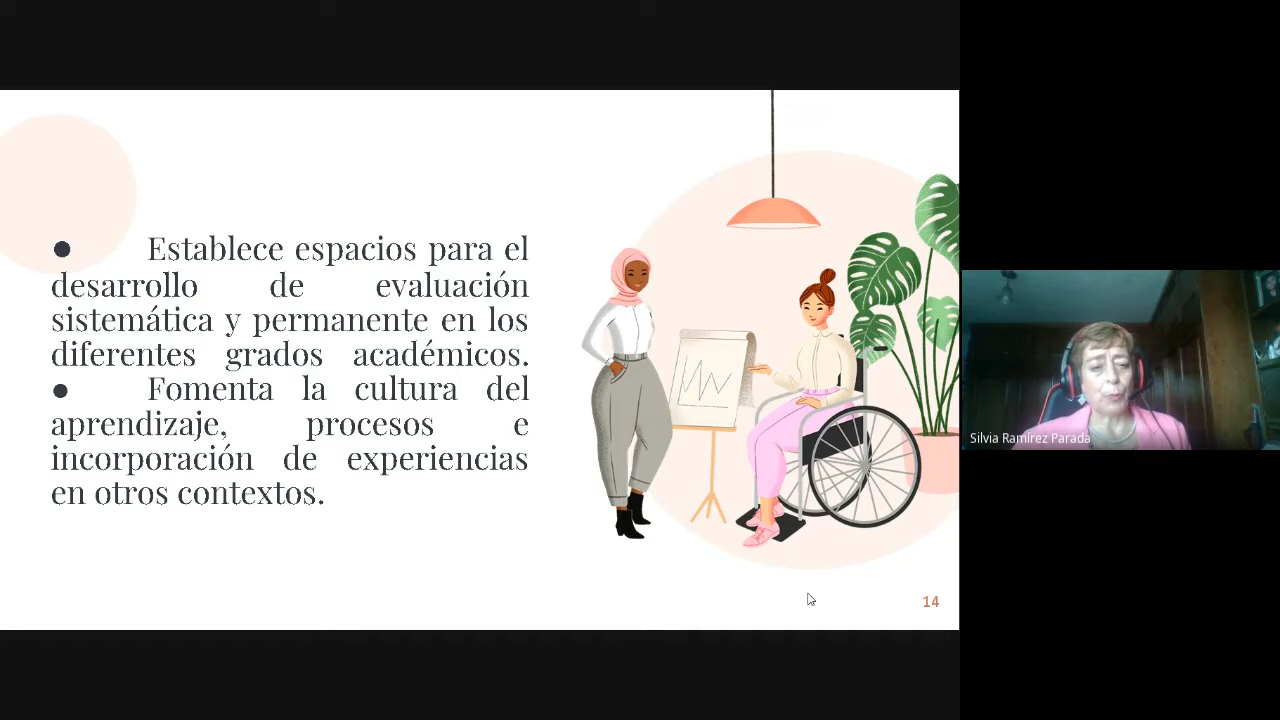 ● Establece espacios para el
desarrollo de evaluación
sistemática y permanente en los
diferentes grados académicos.
● Fomenta la cultura del
aprendizaje, procesos e
incorporación de experiencias
en otros contextos.
14
Silvia Ramírez Parada